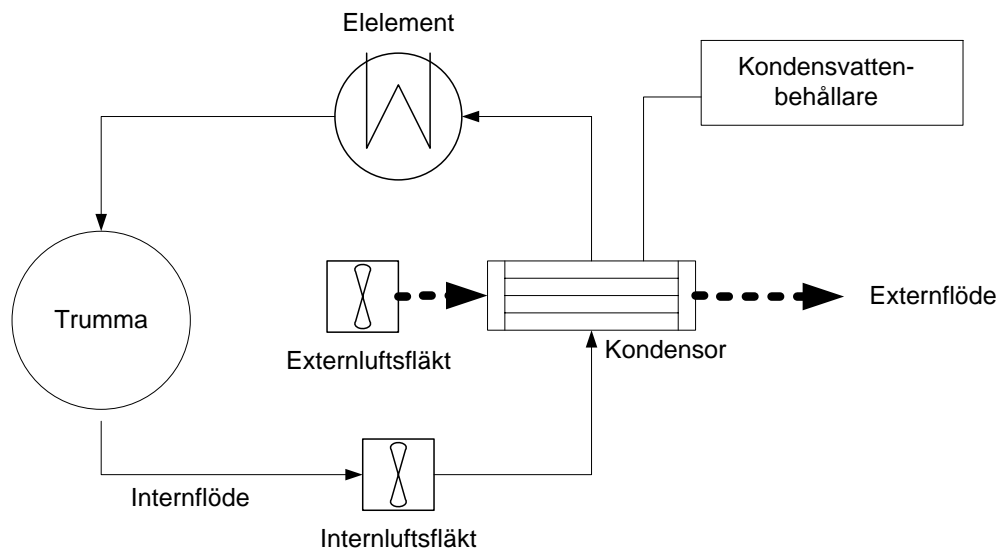 Elelement
Kondensvatten-
behållare
Trumma
Externflöde
Externluftsfläkt
Kondensor
Internflöde
Internluftsfläkt